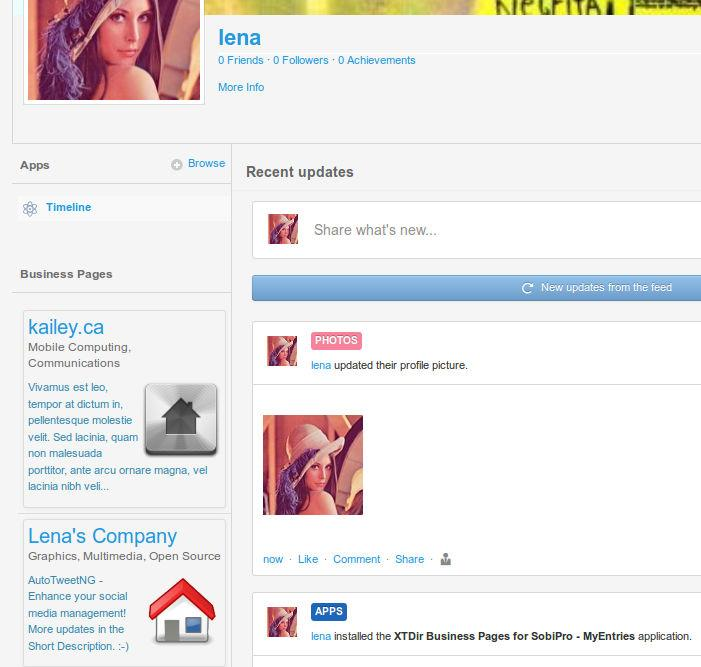 lena
0 Friends · 0 Followers · 0 Achievements
More Info
Apps
Browse
Timeline
Business Pages
kailey.ca
Mobile Computing,
Communications
Vivamus est leo,
tempor at dictum in,
pellentesque molestie
velit. Sed lacinia, quam
non malesuada
porttitor, ante arcu ornare magna, vel
lacinia nibh veli...
Lena's Company
Graphics, Multimedia, Open Source
AutoTweetNG -
Enhance your social
media management!
More updates in the
Short Description. :-)
Recent updates
Share what's new...
New updates from the feed
PHOTOS
lena updated their profile picture.
now · Like · Comment · Share ·
APPS
lena installed the XTDir Business Pages for SobiPro - MyEntries application.